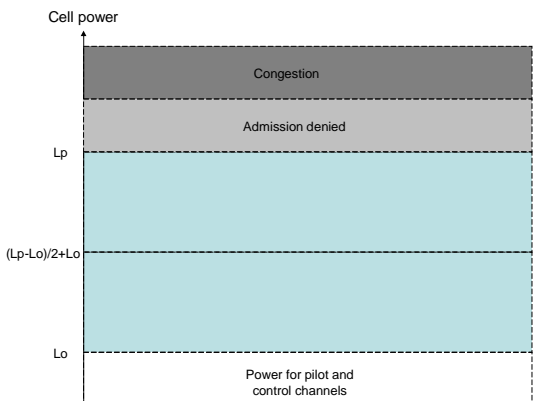 Cell power
Congestion
Admission denied
Lp
(Lp-Lo)/2+Lo
Lo
Power for pilot and
control channels